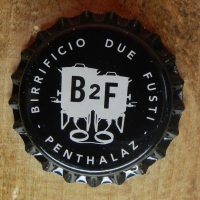 BIRRIFICIO DUE FUSTI
B2F
- PENTHALAZ -